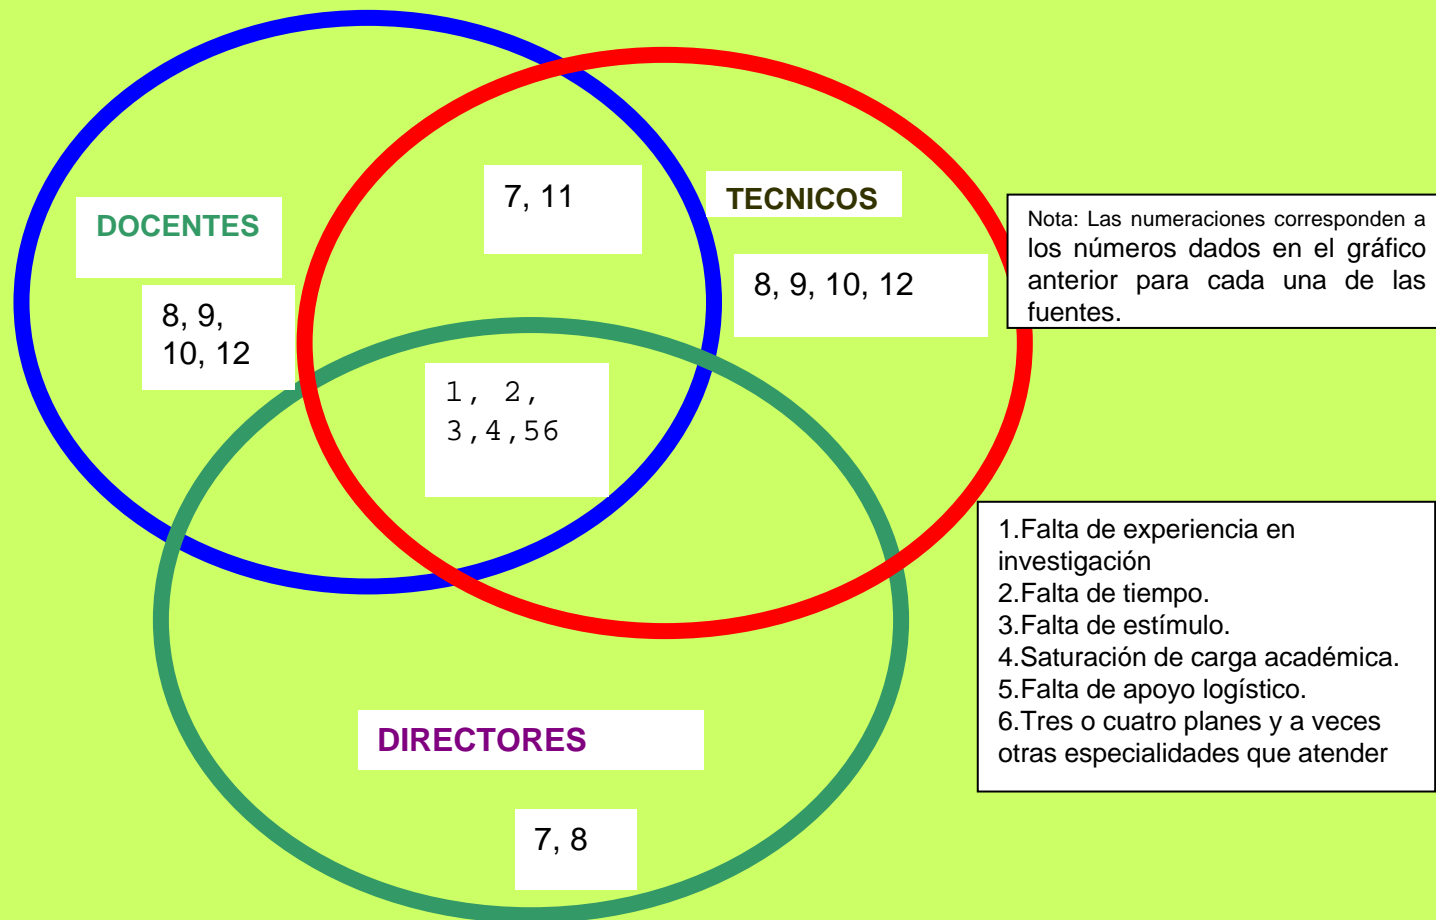 DOCENTES
8, 9,
10, 12
7, 11
TECNICOS
8, 9, 10, 12
1, 2,
3,4,56
DIRECTORES
7, 8
Nota: Las numeraciones corresponden a
los números dados en el gráfico
anterior para cada una de las
fuentes.
1.Falta de experiencia en
investigación
2.Falta de tiempo.
3.Falta de estímulo.
4.Saturación de carga académica.
5.Falta de apoyo logístico.
6.Tres o cuatro planes y a veces
otras especialidades que atender